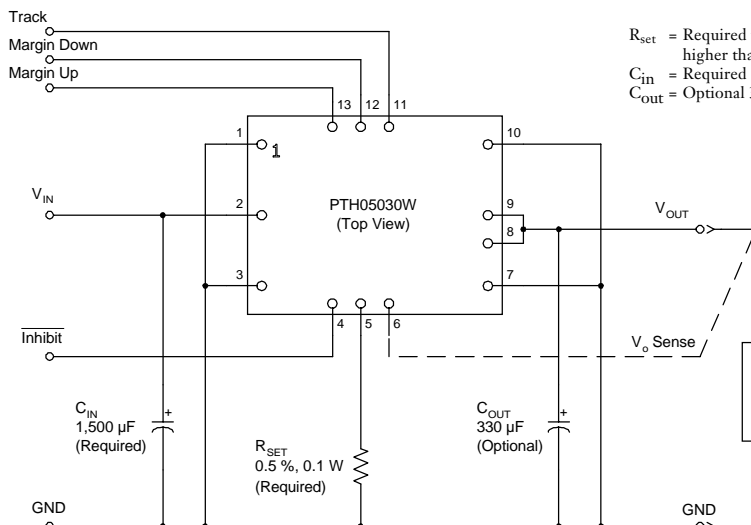 Track
Margin Down
Margin Up
R_set = Required
higher tha
C_in = Required
C_out = Optional
13 12 11
1
1
10
V_IN
2
PTH05030W
(Top View)
9
8
V_OUT
3
7
4 5 6
I̅n̅h̅i̅b̅i̅t̅
V_o Sense
C_IN
1,500 µF
(Required)
+
R_SET
0.5 %, 0.1 W
(Required)
C_OUT
330 µF
(Optional)
+
GND
GND